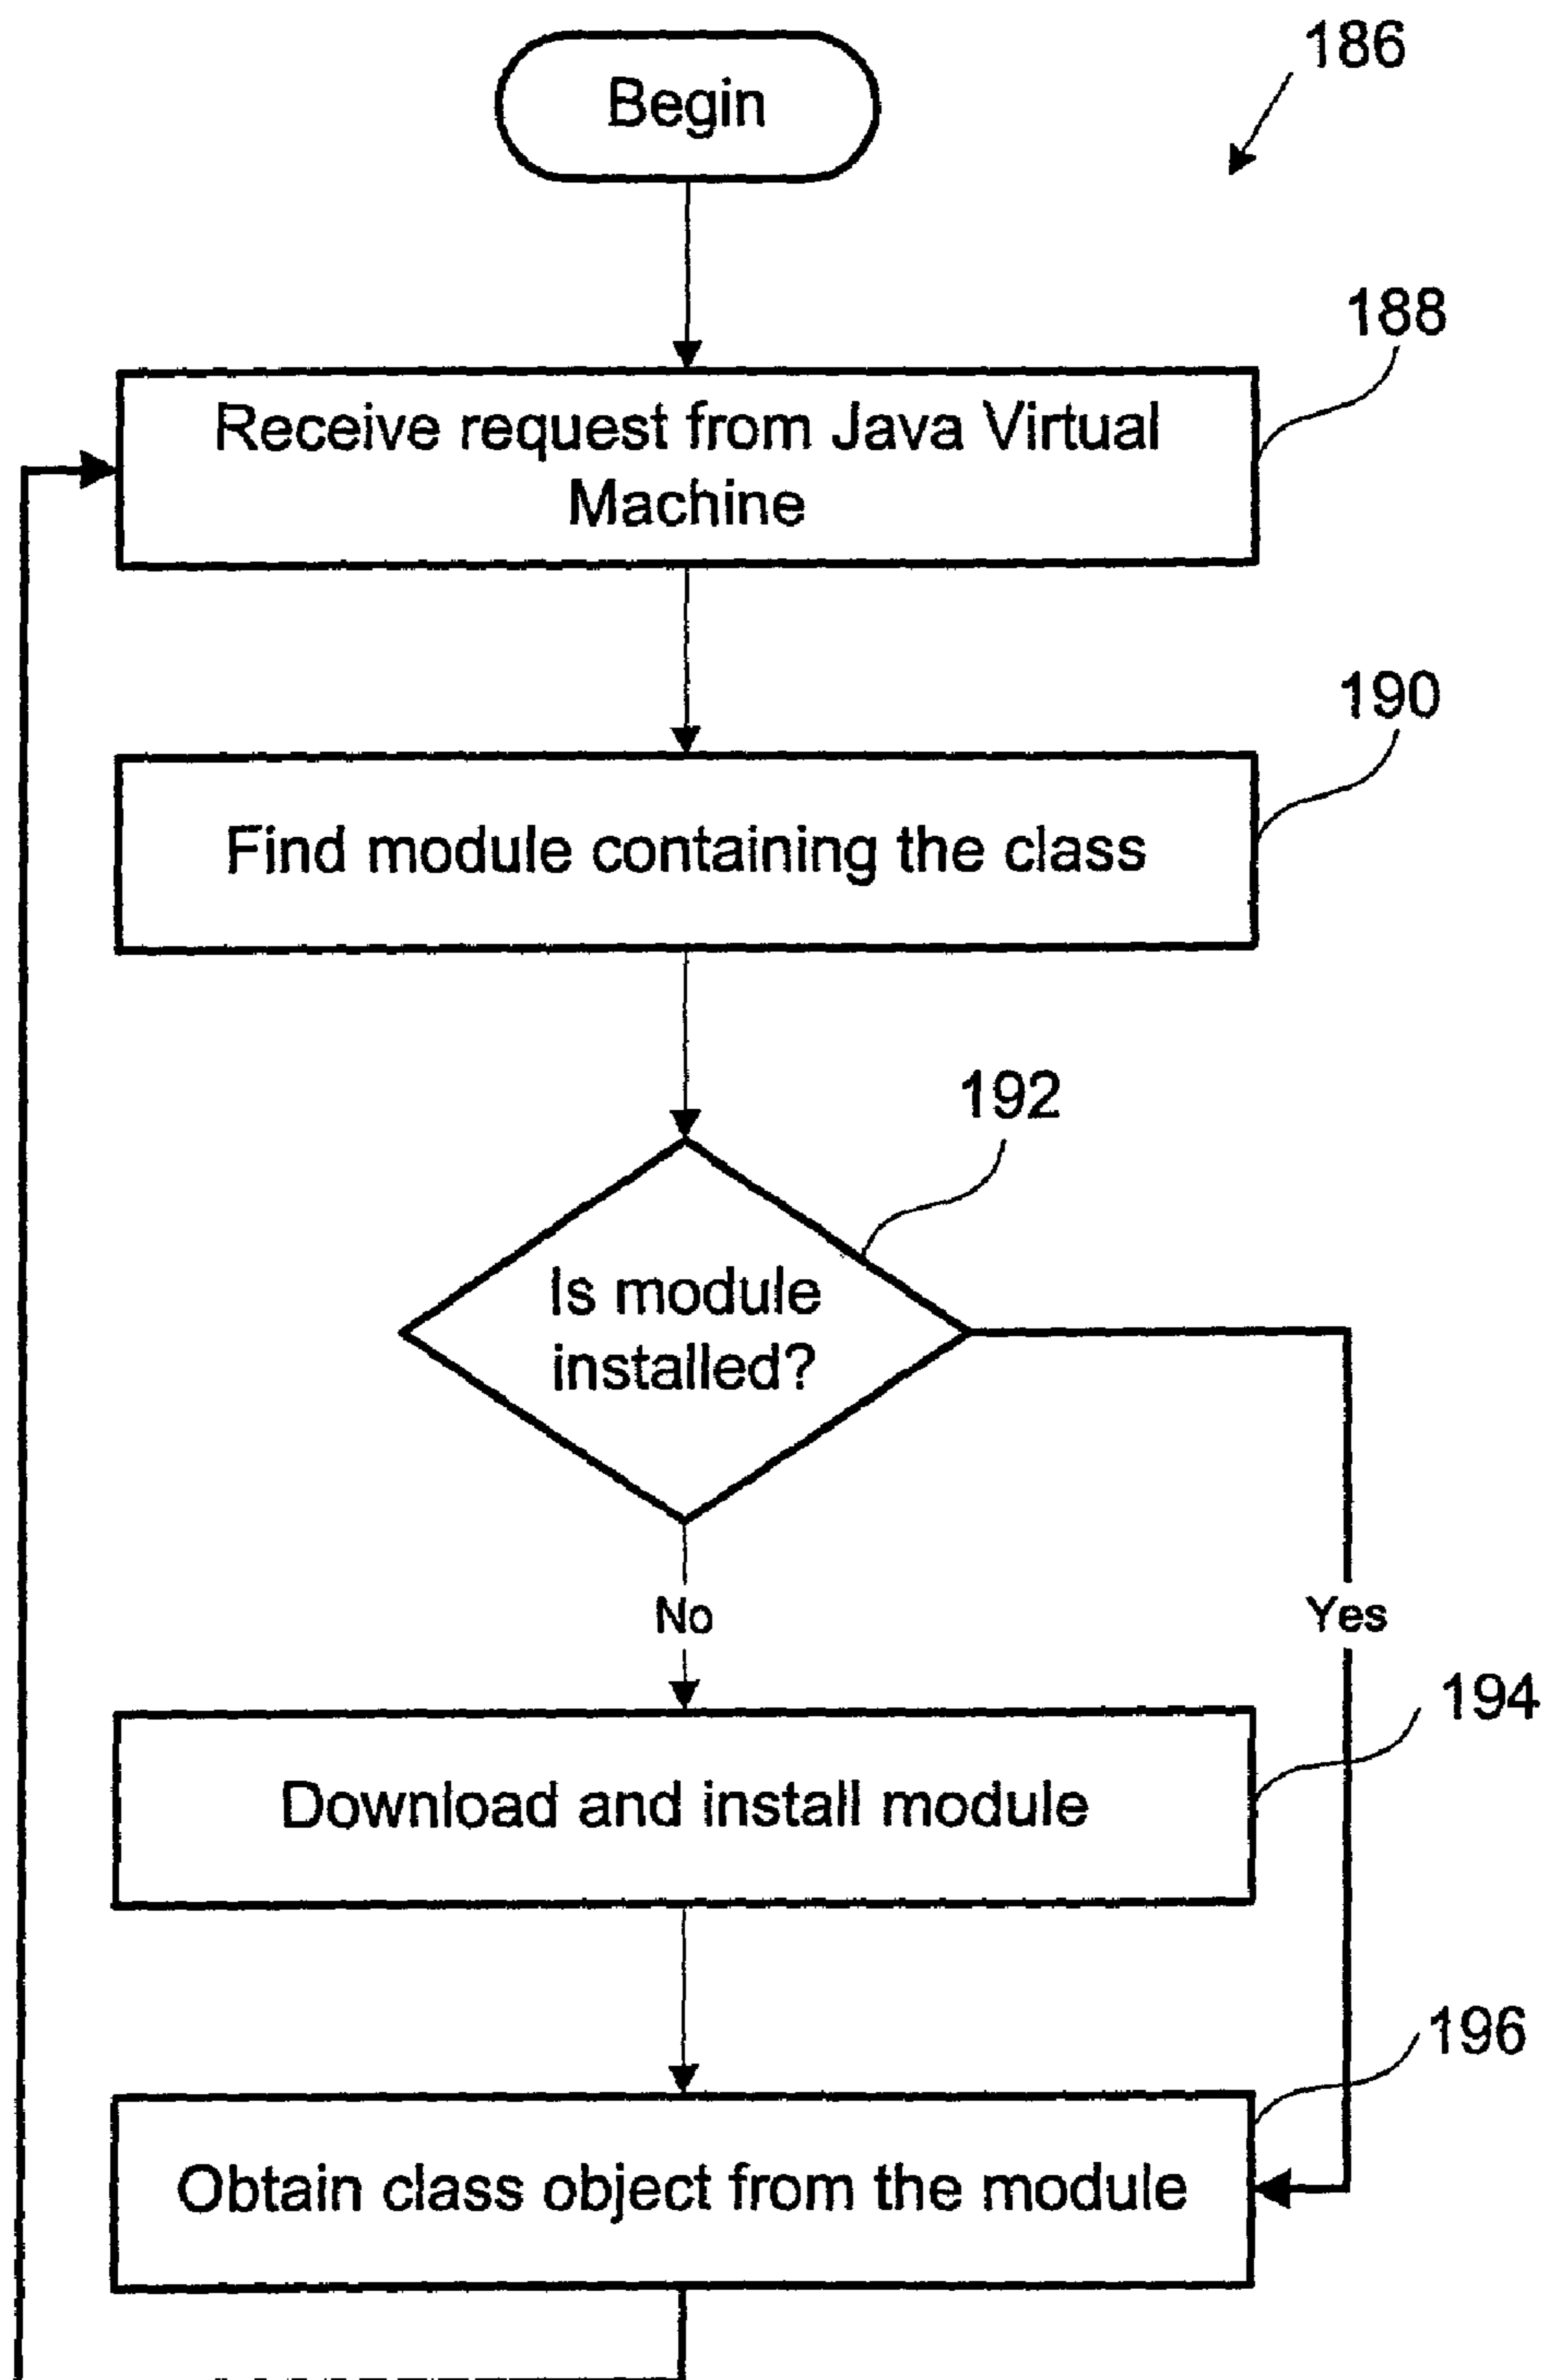 186
Begin
188
Receive request from Java Virtual
Machine
190
Find module containing the class
192
Is module
installed?
No
Yes
194
Download and install module
196
Obtain class object from the module